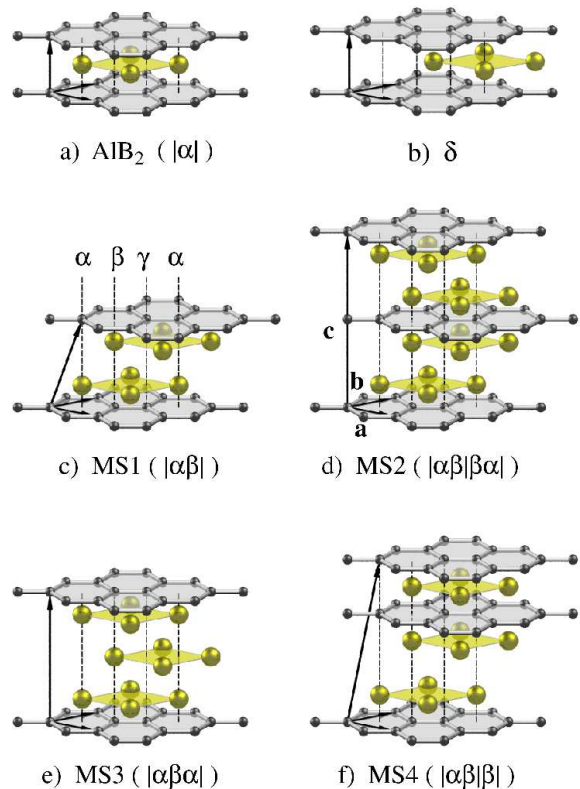 a) AlB₂ (|α|)
b) δ
α β γ α
c) MS1 (|αβ|)
c
b
a
d) MS2 (|αβ|βα|)
e) MS3 (|αβα|)
f) MS4 (|αβ|β|)